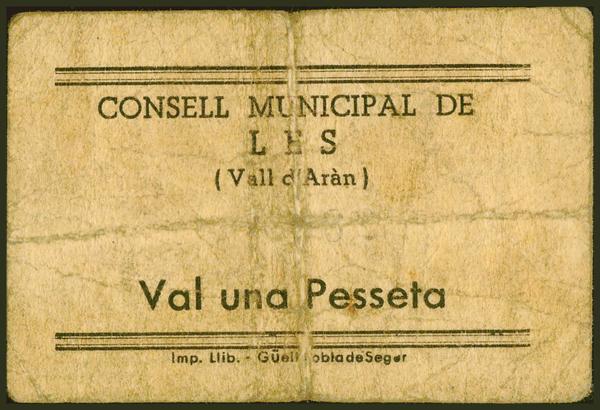 CONSELL MUNICIPAL DE
LES
(Vall d'Aràn)
Val una Pesseta
Imp. Llib. - Güell PobladeSegur